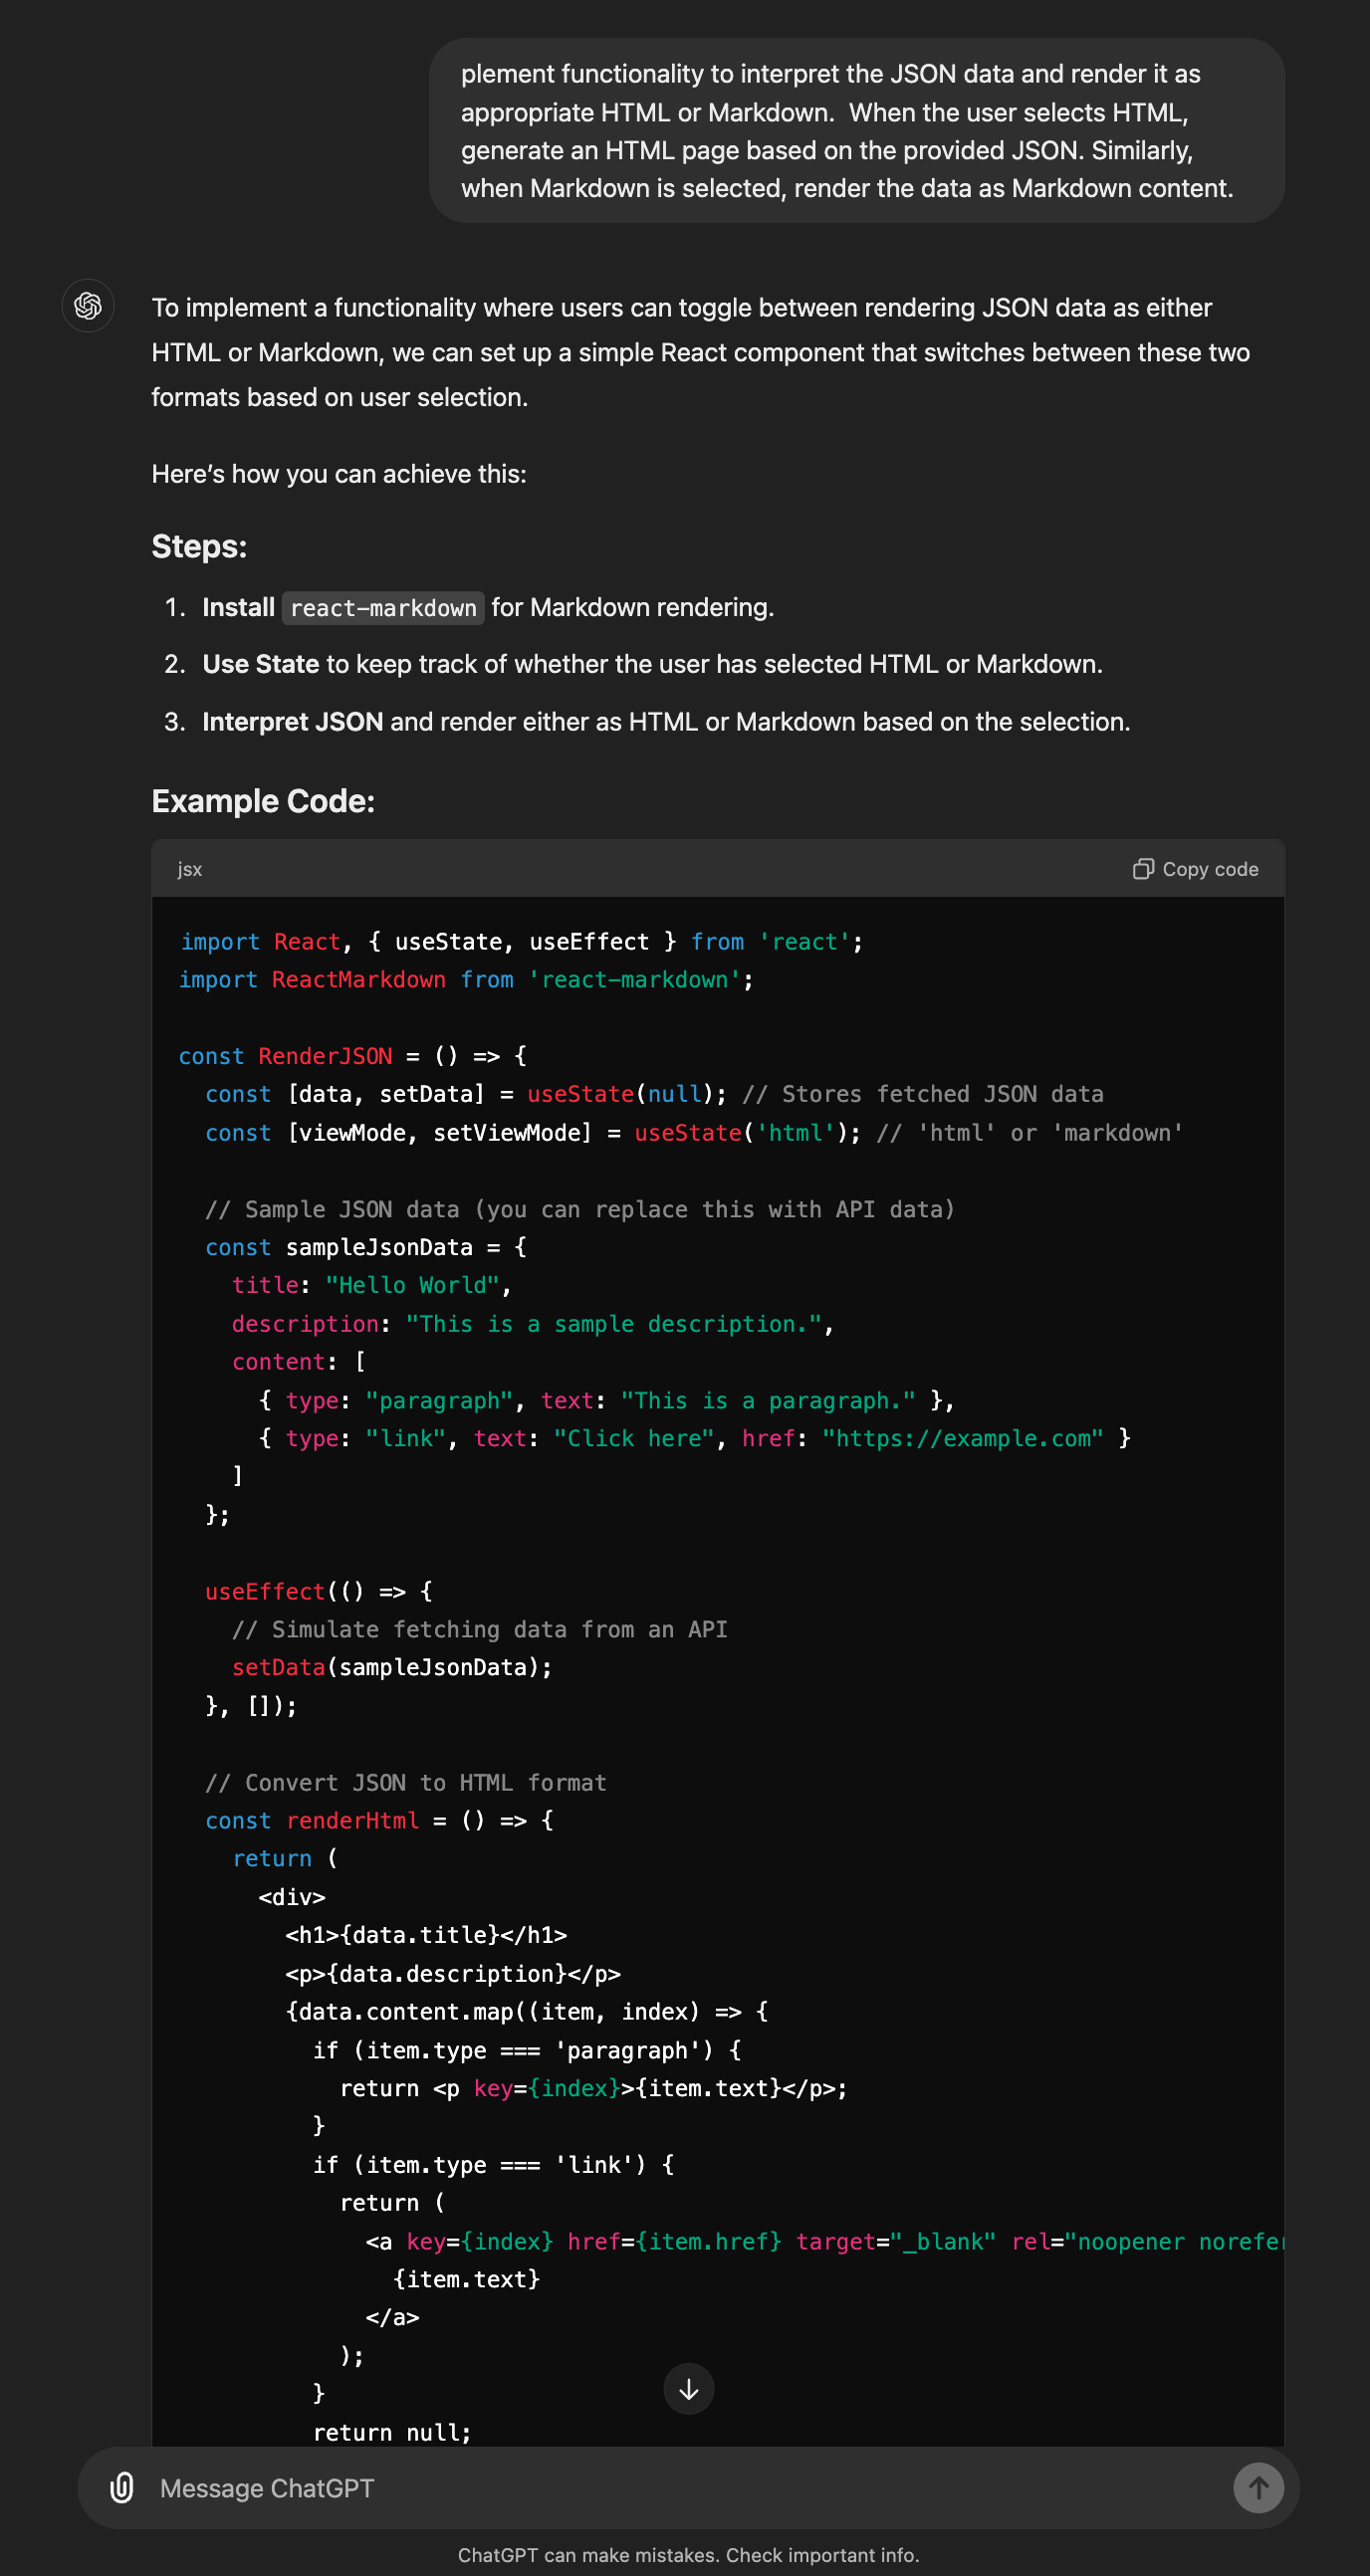 plement functionality to interpret the JSON data and render it as
appropriate HTML or Markdown.  When the user selects HTML,
generate an HTML page based on the provided JSON. Similarly,
when Markdown is selected, render the data as Markdown content.
To implement a functionality where users can toggle between rendering JSON data as either
HTML or Markdown, we can set up a simple React component that switches between these two
formats based on user selection.
Here’s how you can achieve this:
Steps:
1. Install react-markdown for Markdown rendering.
2. Use State to keep track of whether the user has selected HTML or Markdown.
3. Interpret JSON and render either as HTML or Markdown based on the selection.
Example Code:
jsx
Copy code
import React, { useState, useEffect } from 'react';
import ReactMarkdown from 'react-markdown';
const RenderJSON = () => {
  const [data, setData] = useState(null); // Stores fetched JSON data
  const [viewMode, setViewMode] = useState('html'); // 'html' or 'markdown'
  // Sample JSON data (you can replace this with API data)
  const sampleJsonData = {
    title: "Hello World",
    description: "This is a sample description.",
    content: [
      { type: "paragraph", text: "This is a paragraph." },
      { type: "link", text: "Click here", href: "https://example.com" }
    ]
  };
  useEffect(() => {
    // Simulate fetching data from an API
    setData(sampleJsonData);
  }, []);
  // Convert JSON to HTML format
  const renderHtml = () => {
    return (
      <div>
        <h1>{data.title}</h1>
        <p>{data.description}</p>
        {data.content.map((item, index) => {
          if (item.type === 'paragraph') {
            return <p key={index}>{item.text}</p>;
          }
          if (item.type === 'link') {
            return (
              <a key={index} href={item.href} target="_blank" rel="noopener norefer
                {item.text}
              </a>
            );
          }
          return null;
Message ChatGPT
ChatGPT can make mistakes. Check important info.